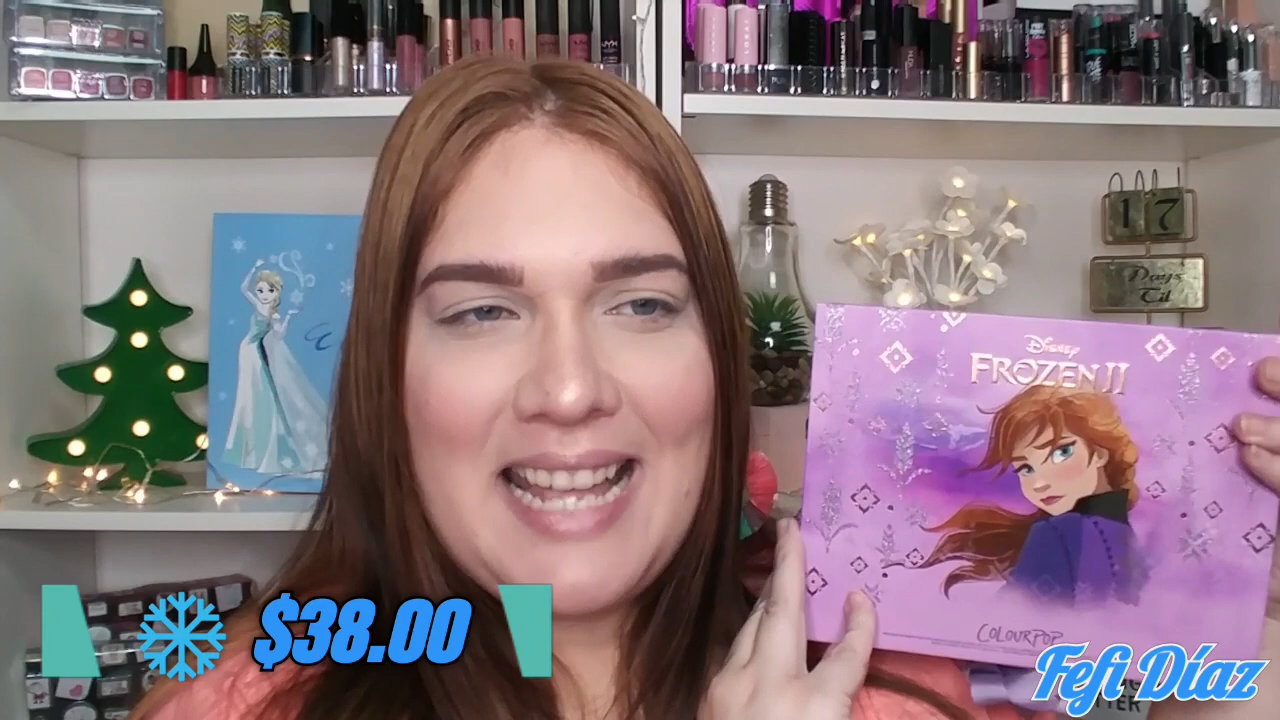 17
Days
Til
Disney
FROZEN II
COLOURPOP
$38.00
Fefi Díaz